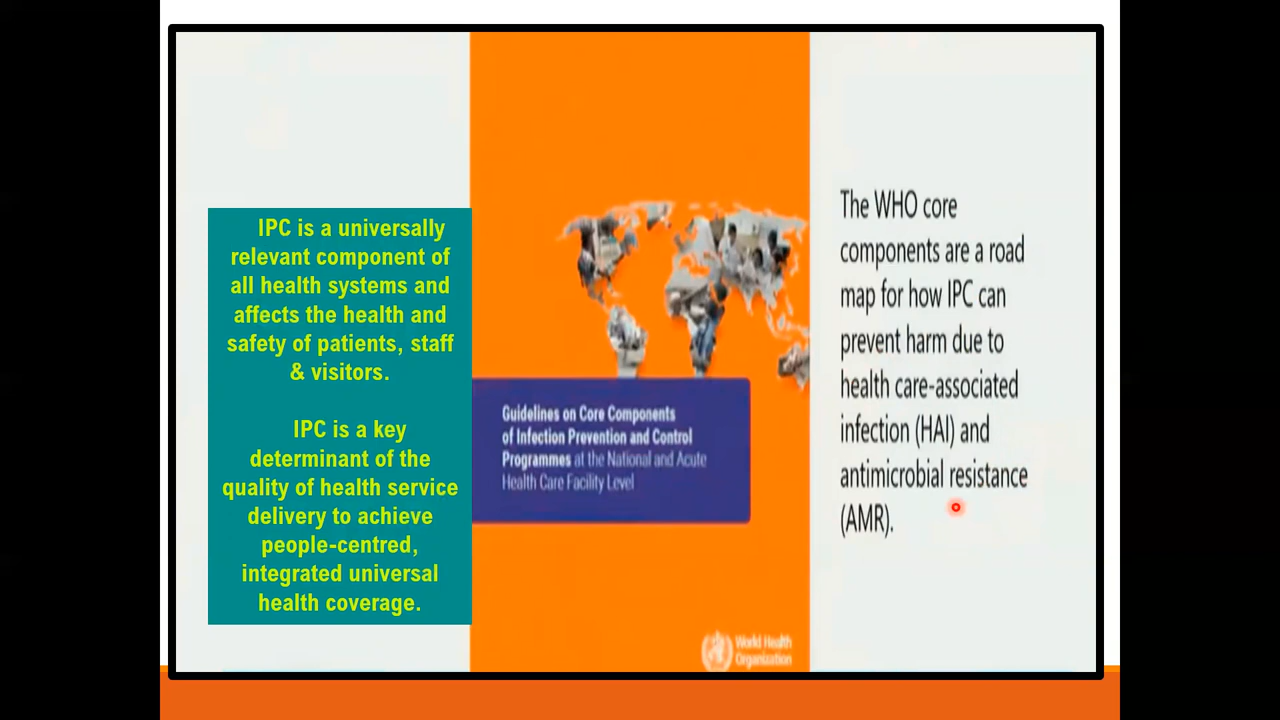 IPC is a universally
relevant component of
all health systems and
affects the health and
safety of patients, staff
& visitors.
IPC is a key
determinant of the
quality of health service
delivery to achieve
people-centred,
integrated universal
health coverage.
Guidelines on Core Components
of Infection Prevention and Control
Programmes at the National and Acute
Health Care Facility Level
World Health
Organization
The WHO core
components are a road
map for how IPC can
prevent harm due to
health care-associated
infection (HAI) and
antimicrobial resistance
(AMR).